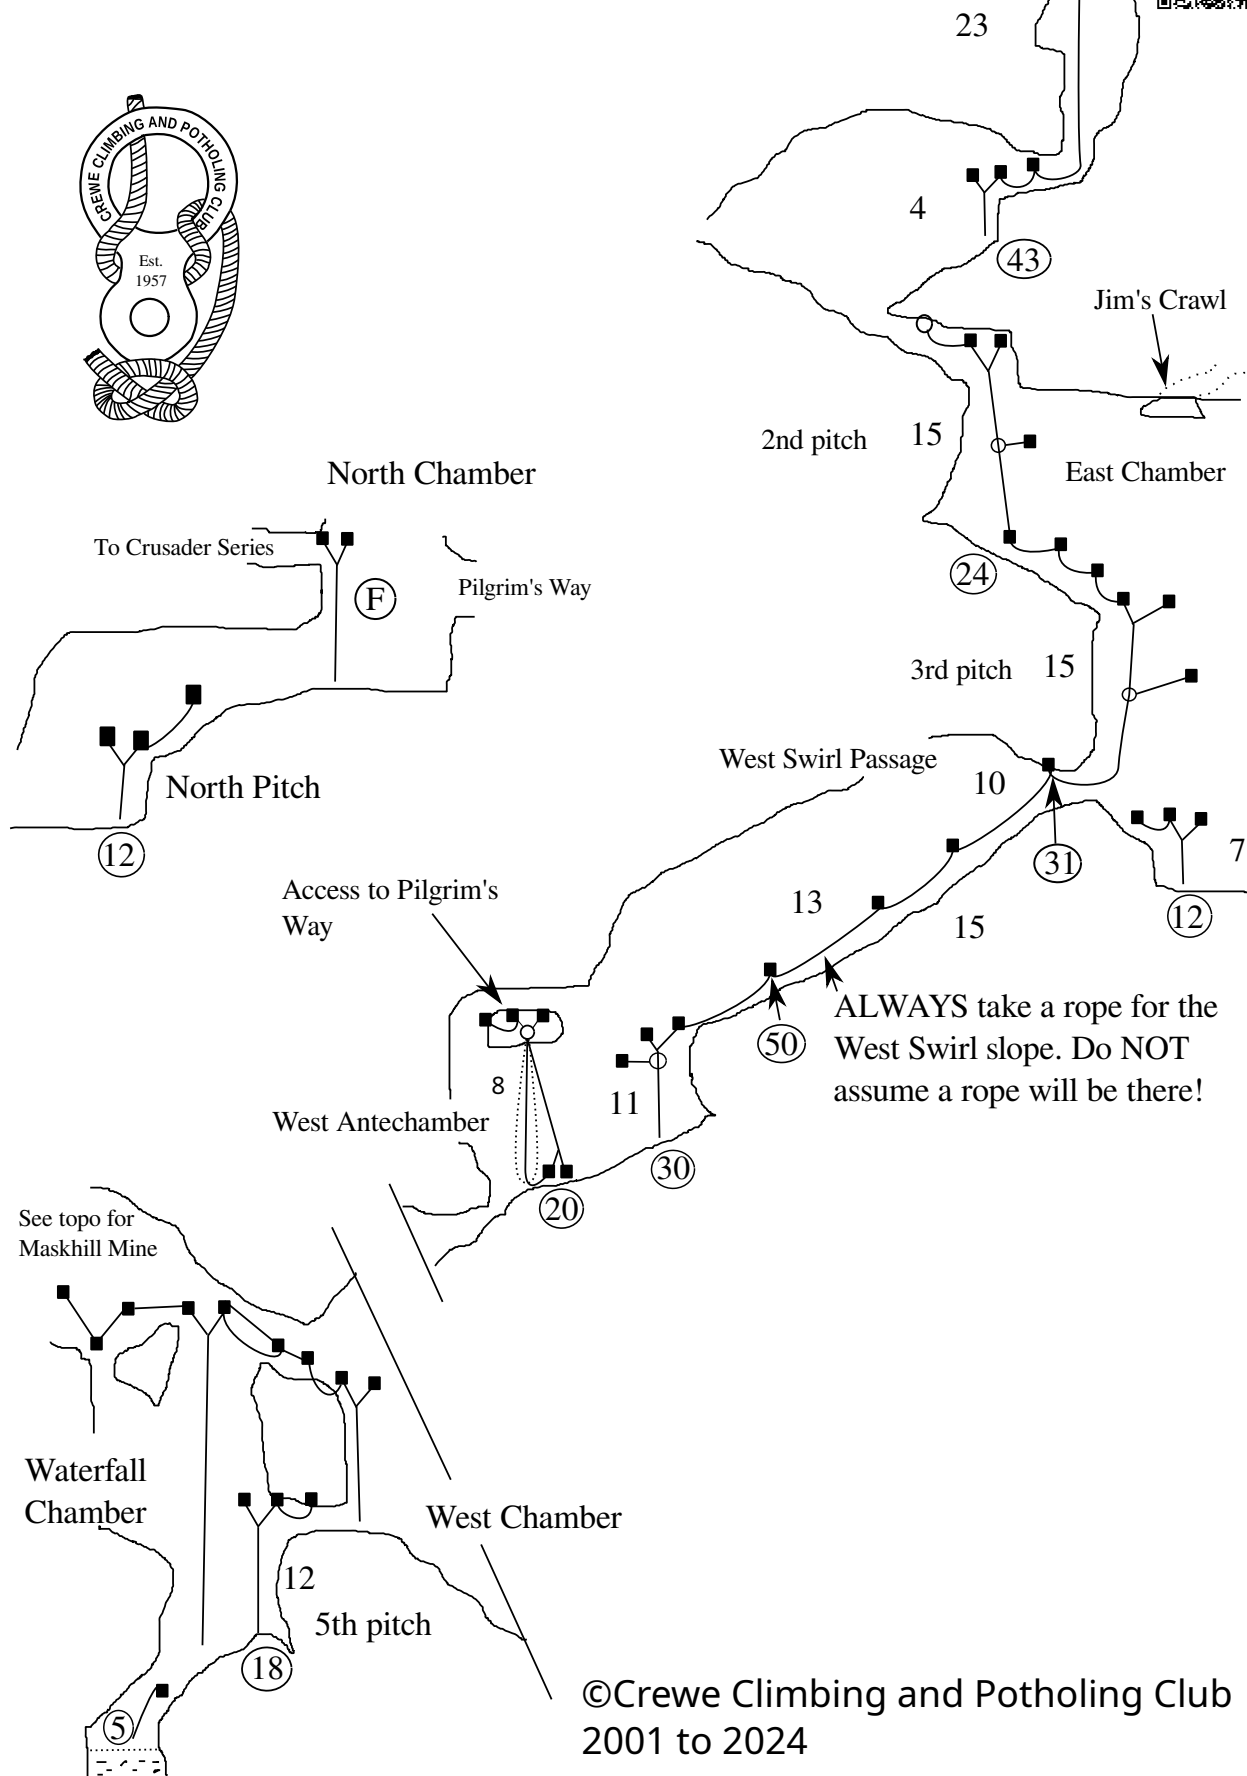 23
CREWE CLIMBING AND POTHOLING CLUB
Est.
1957
4
43
Jim's Crawl
2nd pitch
15
East Chamber
North Chamber
To Crusader Series
Pilgrim's Way
F
24
3rd pitch
15
West Swirl Passage
10
North Pitch
12
31
7
12
Access to Pilgrim's
Way
13
15
ALWAYS take a rope for the
West Swirl slope. Do NOT
assume a rope will be there!
50
8
11
West Antechamber
30
20
See topo for
Maskhill Mine
Waterfall
Chamber
West Chamber
12
5th pitch
18
5
©Crewe Climbing and Potholing Club
2001 to 2024